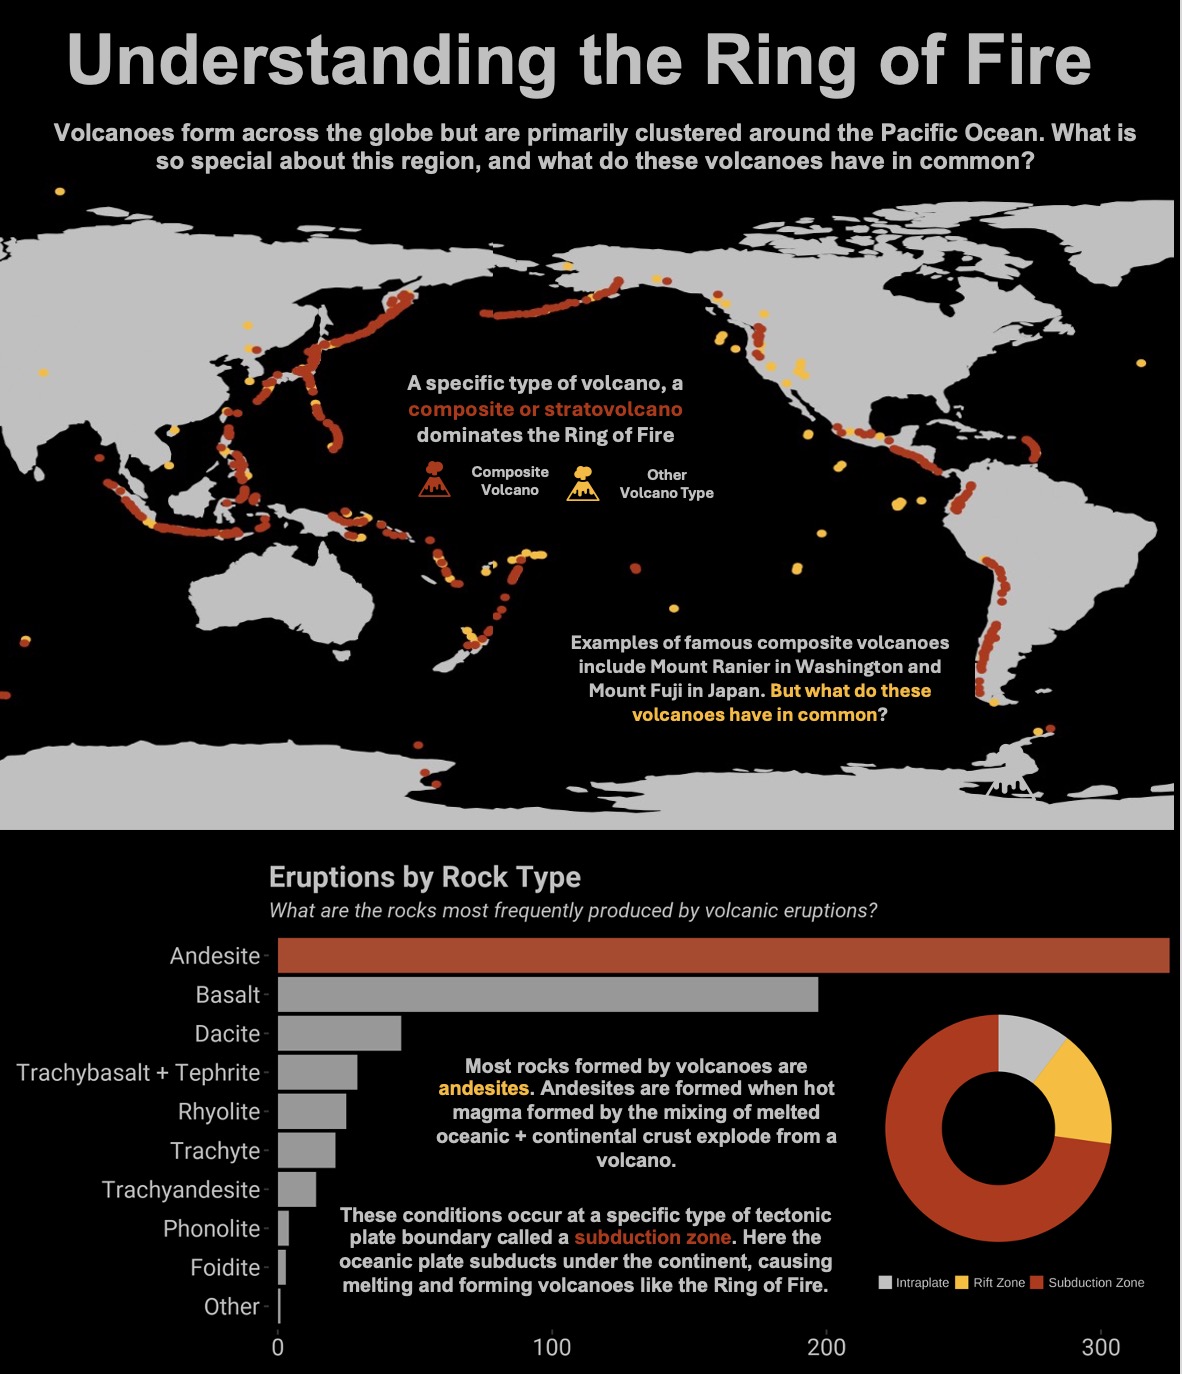 Understanding the Ring of Fire
Volcanoes form across the globe but are primarily clustered around the Pacific Ocean. What is
so special about this region, and what do these volcanoes have in common?
A specific type of volcano, a
composite or stratovolcano
dominates the Ring of Fire
Composite
Volcano
Other
Volcano Type
Examples of famous composite volcanoes
include Mount Ranier in Washington and
Mount Fuji in Japan. But what do these
volcanoes have in common?
Eruptions by Rock Type
What are the rocks most frequently produced by volcanic eruptions?
Andesite
Basalt
Dacite
Trachybasalt + Tephrite
Rhyolite
Trachyte
Trachyandesite
Phonolite
Foidite
Other
0
100
200
300
Most rocks formed by volcanoes are
andesites. Andesites are formed when hot
magma formed by the mixing of melted
oceanic + continental crust explode from a
volcano.
These conditions occur at a specific type of tectonic
plate boundary called a subduction zone. Here the
oceanic plate subducts under the continent, causing
melting and forming volcanoes like the Ring of Fire.
Intraplate
Rift Zone
Subduction Zone